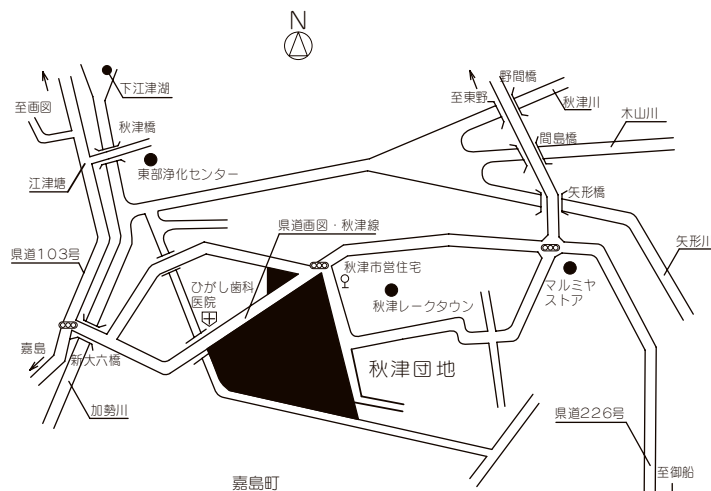 N
下江津湖
至画図
秋津橋
江津塘
東部浄化センター
野間橋
至東野
秋津川
木山川
間島橋
矢形橋
矢形川
県道画図・秋津線
県道103号
秋津市営住宅
ひがし歯科
医院
秋津レークタウン
マルミヤ
ストア
嘉島
新大六橋
秋津団地
加勢川
県道226号
至御船
嘉島町